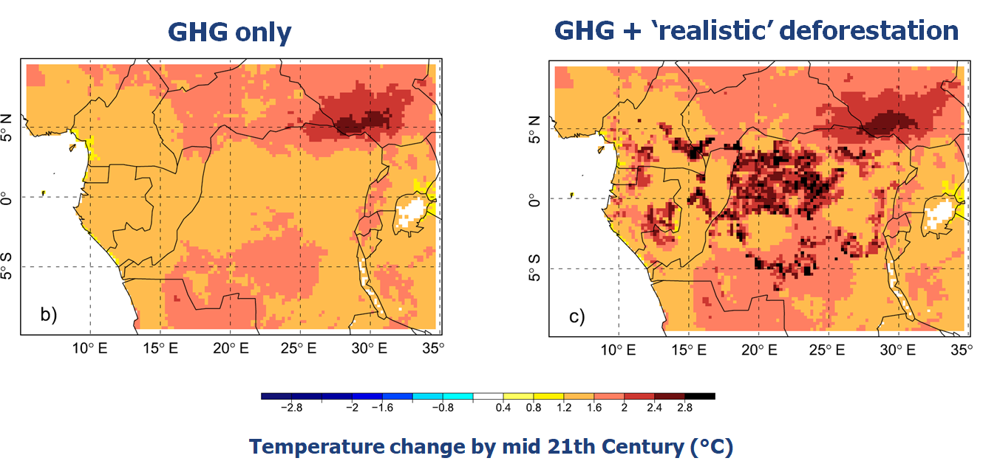 GHG only
GHG + ‘realistic’ deforestation
5° N
0°
5° S
b)
10° E 15° E 20° E 25° E 30° E 35°
5° N
0°
5° S
c)
10° E 15° E 20° E 25° E 30° E 35°
−2.8 −2 −1.6 −0.8 0.4 0.8 1.2 1.6 2 2.4 2.8
Temperature change by mid 21th Century (°C)